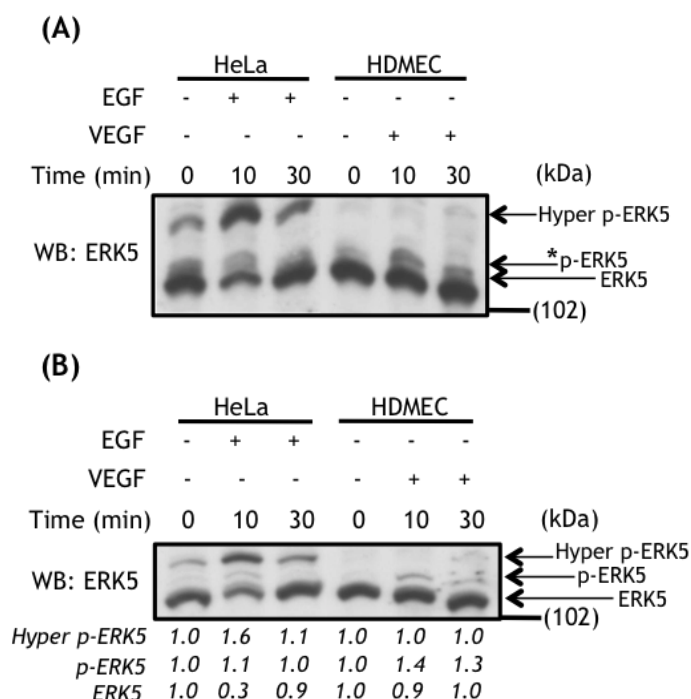 (A)
HeLa HDMEC
EGF - + + - - -
VEGF - - - - + +
Time (min) 0 10 30 0 10 30 (kDa)
Hyper p-ERK5
WB: ERK5
*p-ERK5
ERK5
(102)
(B)
HeLa HDMEC
EGF - + + - - -
VEGF - - - - + +
Time (min) 0 10 30 0 10 30 (kDa)
Hyper p-ERK5
WB: ERK5 p-ERK5
ERK5
(102)
Hyper p-ERK5 1.0 1.6 1.1 1.0 1.0 1.0
p-ERK5 1.0 1.1 1.0 1.0 1.4 1.3
ERK5 1.0 0.3 0.9 1.0 0.9 1.0